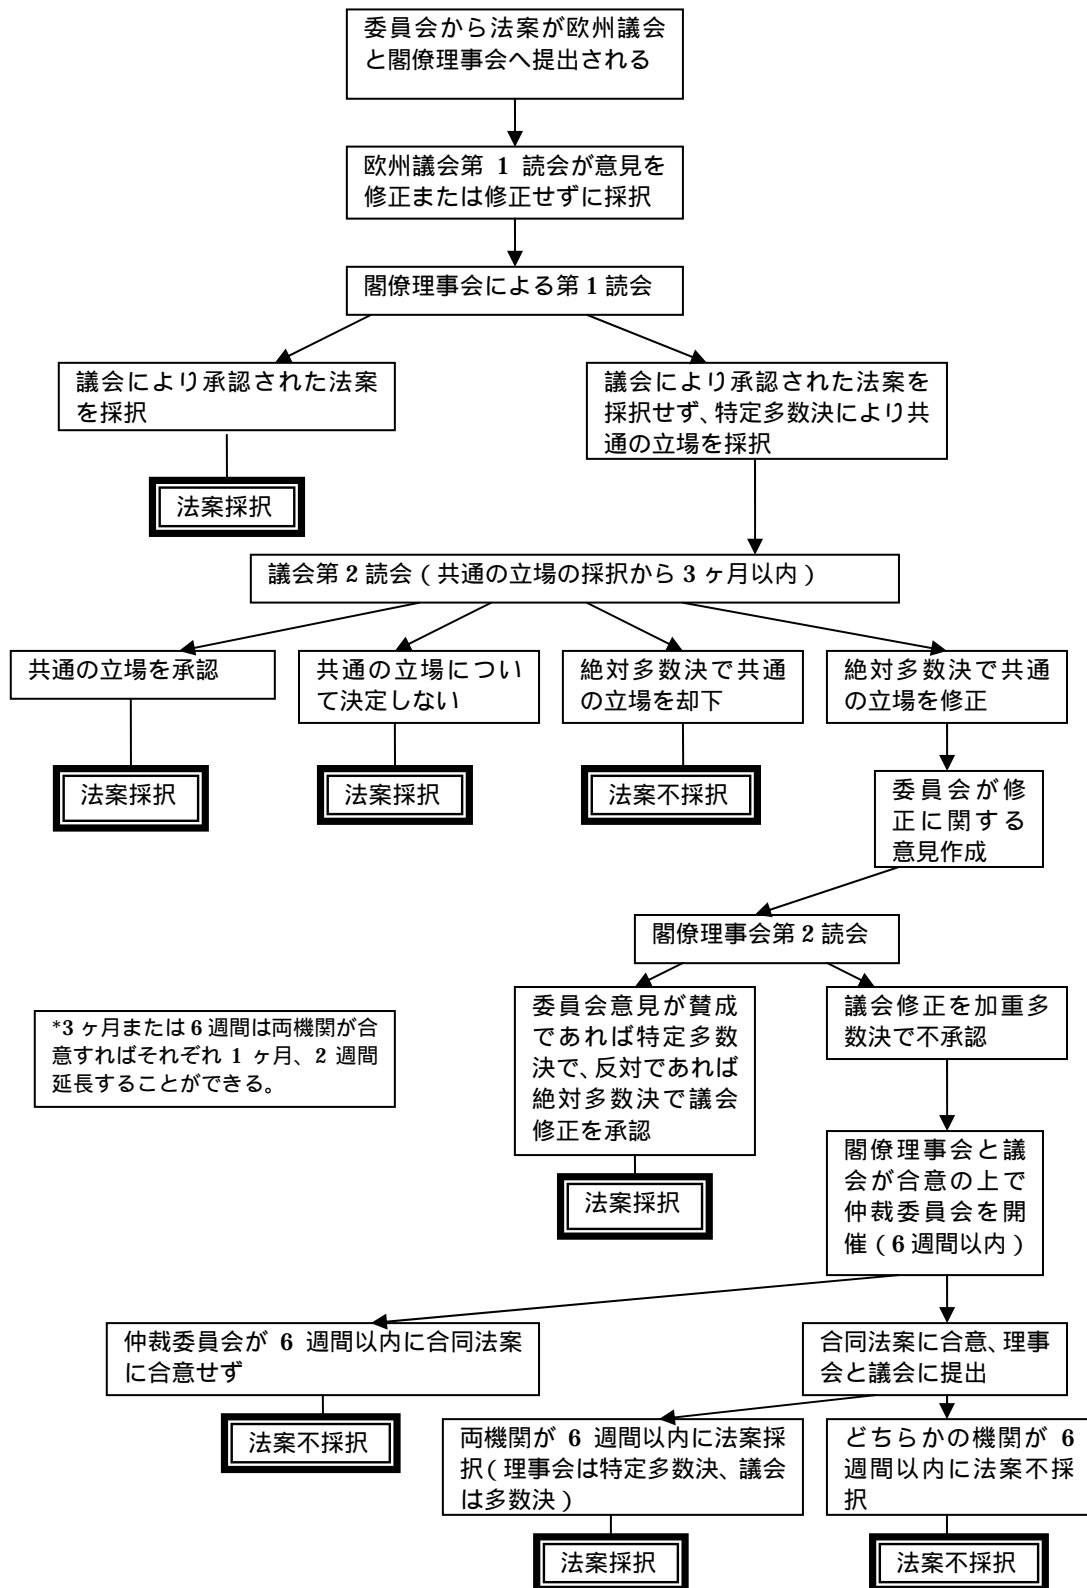 委員会から法案が欧州議会
と閣僚理事会へ提出される
欧州議会第 1 読会が意見を
修正または修正せずに採択
閣僚理事会による第 1 読会
議会により承認された法案
を採択
議会により承認された法案を
採択せず、特定多数決により共
通の立場を採択
法案採択
議会第 2 読会（共通の立場の採択から 3 ヶ月以内）
共通の立場を承認
共通の立場につい
て決定しない
絶対多数決で共通
の立場を却下
絶対多数決で共通
の立場を修正
法案採択
法案採択
法案不採択
委員会が修
正に関する
意見作成
閣僚理事会第 2 読会
委員会意見が賛成
であれば特定多数
決で、反対であれば
絶対多数決で議会
修正を承認
議会修正を加重多
数決で不承認
*3 ヶ月または 6 週間は両機関が合
意すればそれぞれ 1 ヶ月、2 週間
延長することができる。
法案採択
閣僚理事会と議
会が合意の上で
仲裁委員会を開
催（6 週間以内）
仲裁委員会が 6 週間以内に合同法案
に合意せず
合同法案に合意、理事
会と議会に提出
法案不採択
両機関が 6 週間以内に法案採
択（理事会は特定多数決、議会
は多数決）
どちらかの機関が 6
週間以内に法案不採
択
法案採択
法案不採択